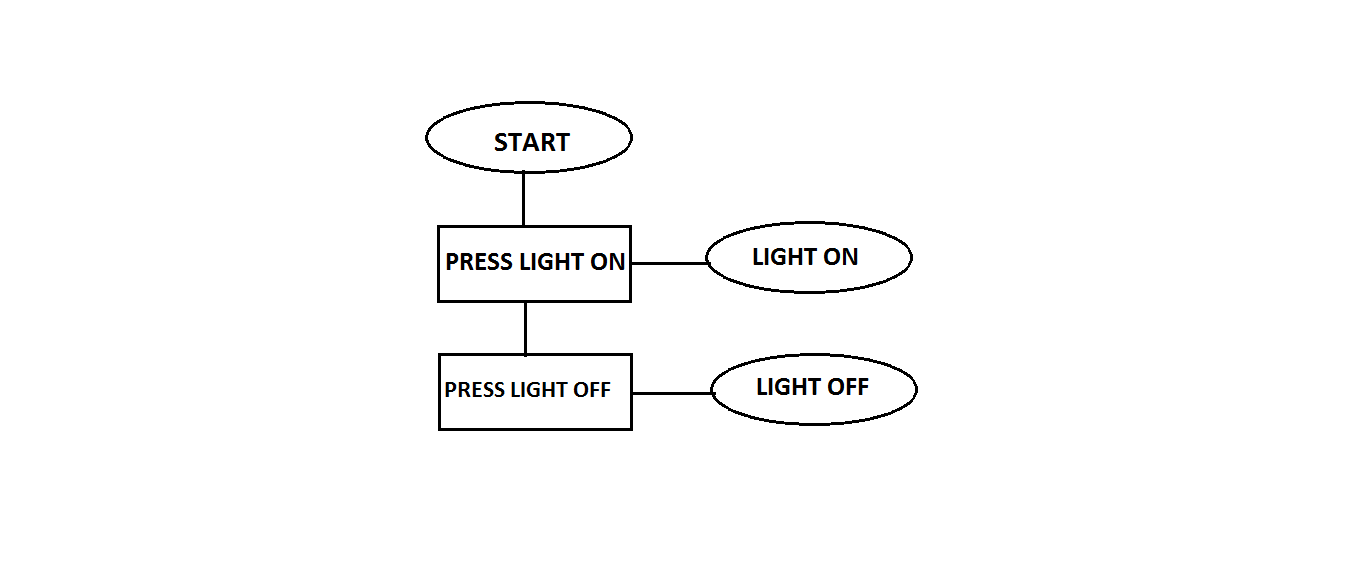 START
PRESS LIGHT ON
LIGHT ON
PRESS LIGHT OFF
LIGHT OFF